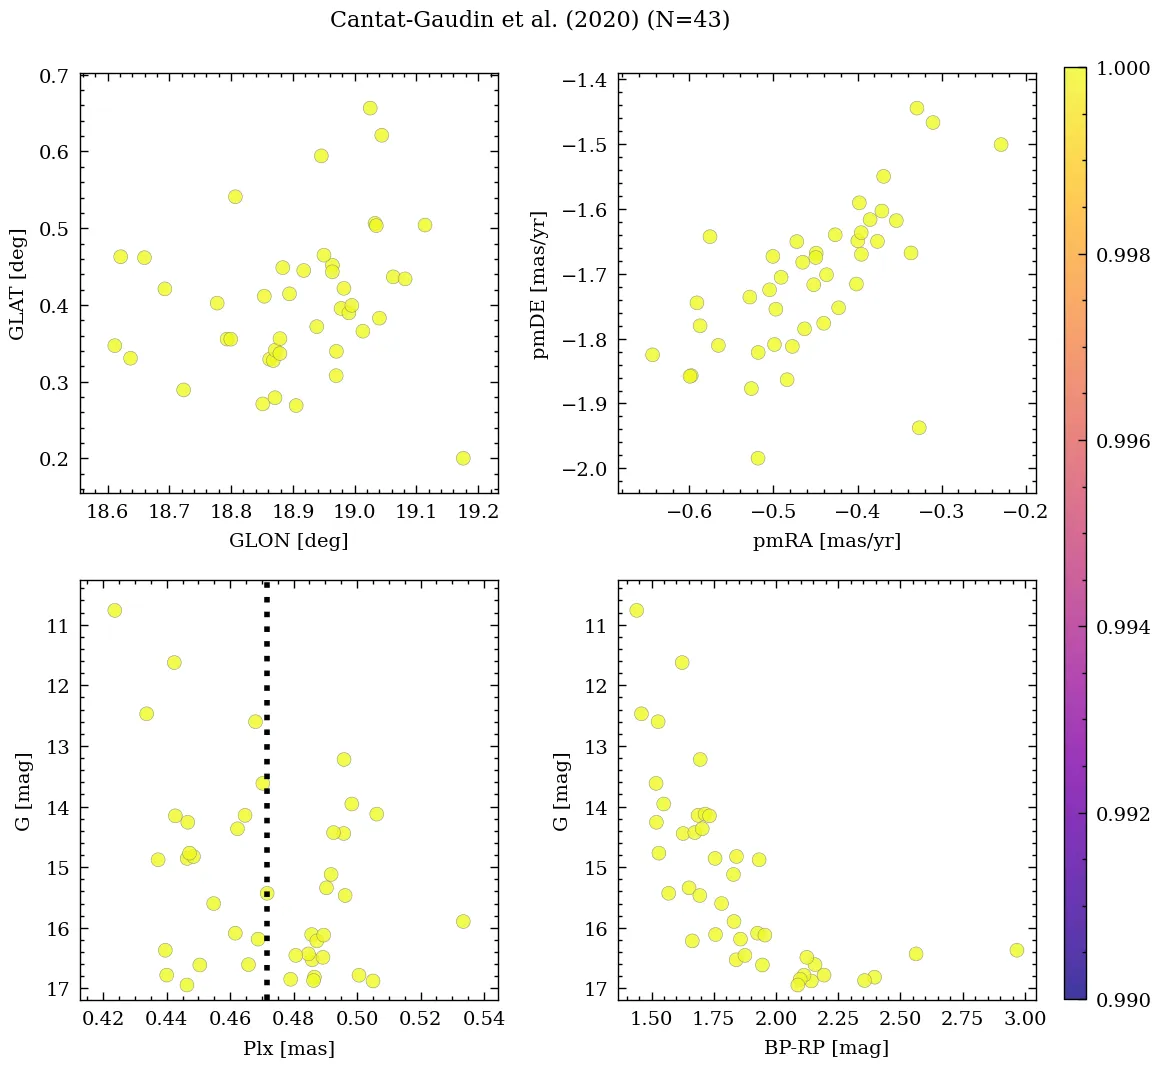 Cantat-Gaudin et al. (2020) (N=43)
0.7
0.6
0.5
0.4
0.3
0.2
GLAT [deg]
18.6 18.7 18.8 18.9 19.0 19.1 19.2
GLON [deg]
−1.4
−1.5
−1.6
−1.7
−1.8
−1.9
−2.0
pmDE [mas/yr]
−0.6 −0.5 −0.4 −0.3 −0.2
pmRA [mas/yr]
11
12
13
14
15
16
17
G [mag]
0.42 0.44 0.46 0.48 0.50 0.52 0.54
Plx [mas]
11
12
13
14
15
16
17
G [mag]
1.50 1.75 2.00 2.25 2.50 2.75 3.00
BP-RP [mag]
1.000
0.998
0.996
0.994
0.992
0.990